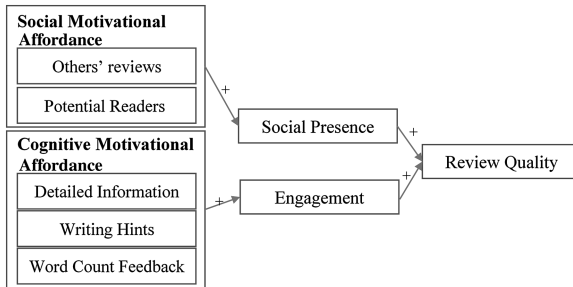 Social Motivational
Affordance
Others' reviews
Potential Readers
Cognitive Motivational
Affordance
Detailed Information
Writing Hints
Word Count Feedback
+
+
Social Presence
Engagement
+
+
Review Quality